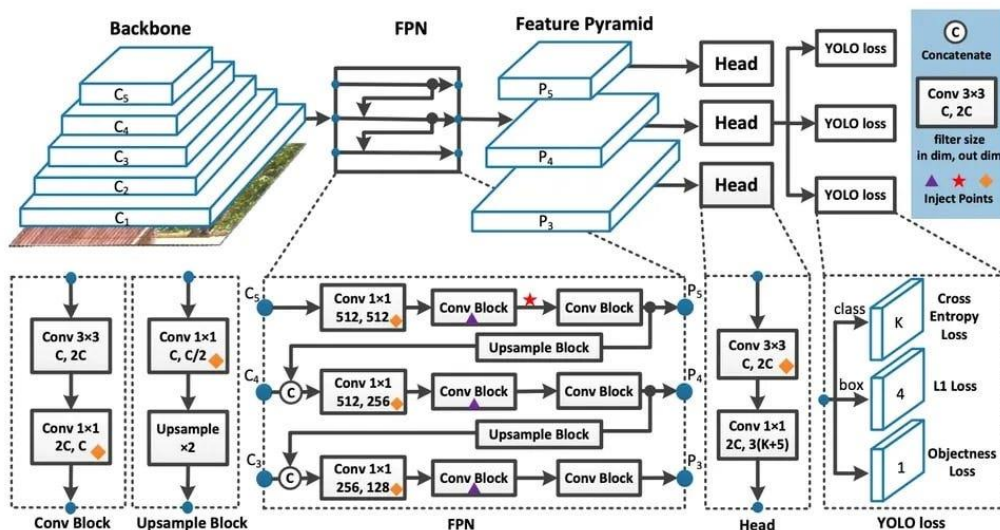 Backbone
FPN
Feature Pyramid
C5
C4
C3
C2
C1
P5
P4
P3
Head
Head
Head
YOLO loss
YOLO loss
YOLO loss
C
Concatenate
Conv 3×3
C, 2C
filter size
in dim, out dim
Inject Points
Conv 3×3
C, 2C
Conv 1×1
2C, C
Conv Block
Conv 1×1
C, C/2
Upsample
×2
Upsample Block
C5
Conv 1×1
512, 512
Conv Block
Conv Block
P5
Upsample Block
C4
C
Conv 1×1
512, 256
Conv Block
Conv Block
P4
Upsample Block
C3
C
Conv 1×1
256, 128
Conv Block
Conv Block
P3
FPN
Conv 3×3
C, 2C
Conv 1×1
2C, 3(K+5)
Head
class
K
Cross
Entropy
Loss
box
4
L1 Loss
1
Objectness
Loss
YOLO loss